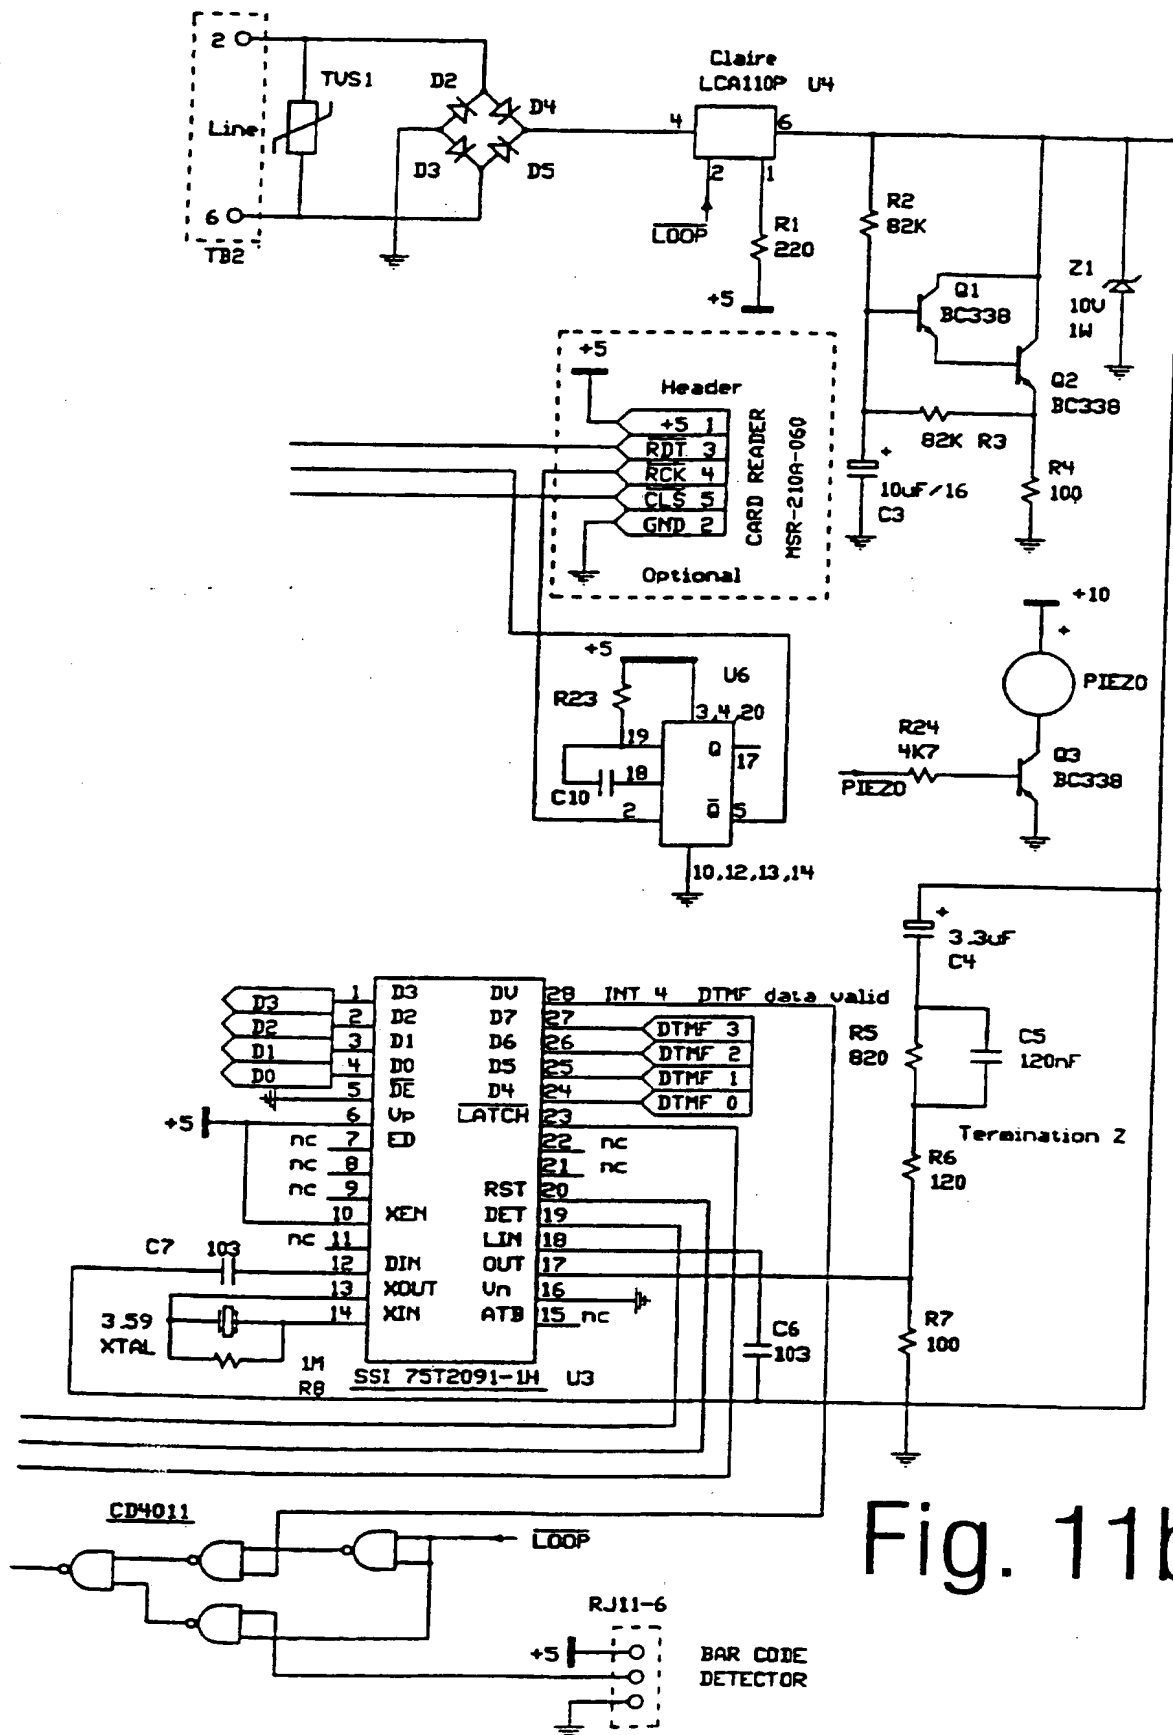 2
TVS1
Line
6
TB2
D2
D4
D3
D5
Claire
LCA110P U4
4
6
2
1
LOOP
R1
220
+5
R2
82K
Q1
BC338
Z1
10V
1W
Q2
BC338
82K R3
+
10uF/16
C3
R4
100
+5
Header
+5 1
RDT 3
RCK 4
CLS 5
GND 2
CARD READER
MSR-210A-060
Optional
+10
+
PIEZO
R24
4K7
PIEZO
Q3
BC338
+5
U6
R23
3,4,20
19
Q
17
18
C10
2
Q
5
10,12,13,14
+
3.3uF
C4
R5
820
C5
120nF
Termination Z
R6
120
R7
100
D3
D2
D1
D0
1 D3 DV 28 INT 4 DTMF data valid
2 D2 D7 27 DTMF 3
3 D1 D6 26 DTMF 2
4 D0 D5 25 DTMF 1
5 DE D4 24 DTMF 0
+5
6 Vp LATCH 23
nc 7 ED 22 nc
nc 8 21 nc
nc 9 RST 20
10 XEN DET 19
nc 11 LIN 18
C7 103
12 DIN OUT 17
13 XOUT Vn 16
14 XIN ATB 15 nc
3.59
XTAL
1M
R8
C6
103
SSI 75T2091-1H U3
CD4011
LOOP
Fig. 11b
RJ11-6
+5
BAR CODE
DETECTOR